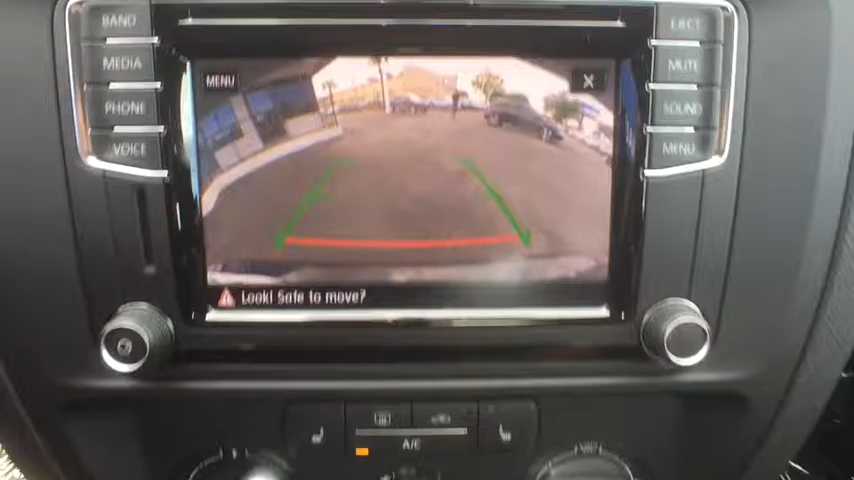 BAND
MEDIA
PHONE
VOICE
EJECT
MUTE
SOUND
MENU
MENU
X
Look! Safe to move?
A/C